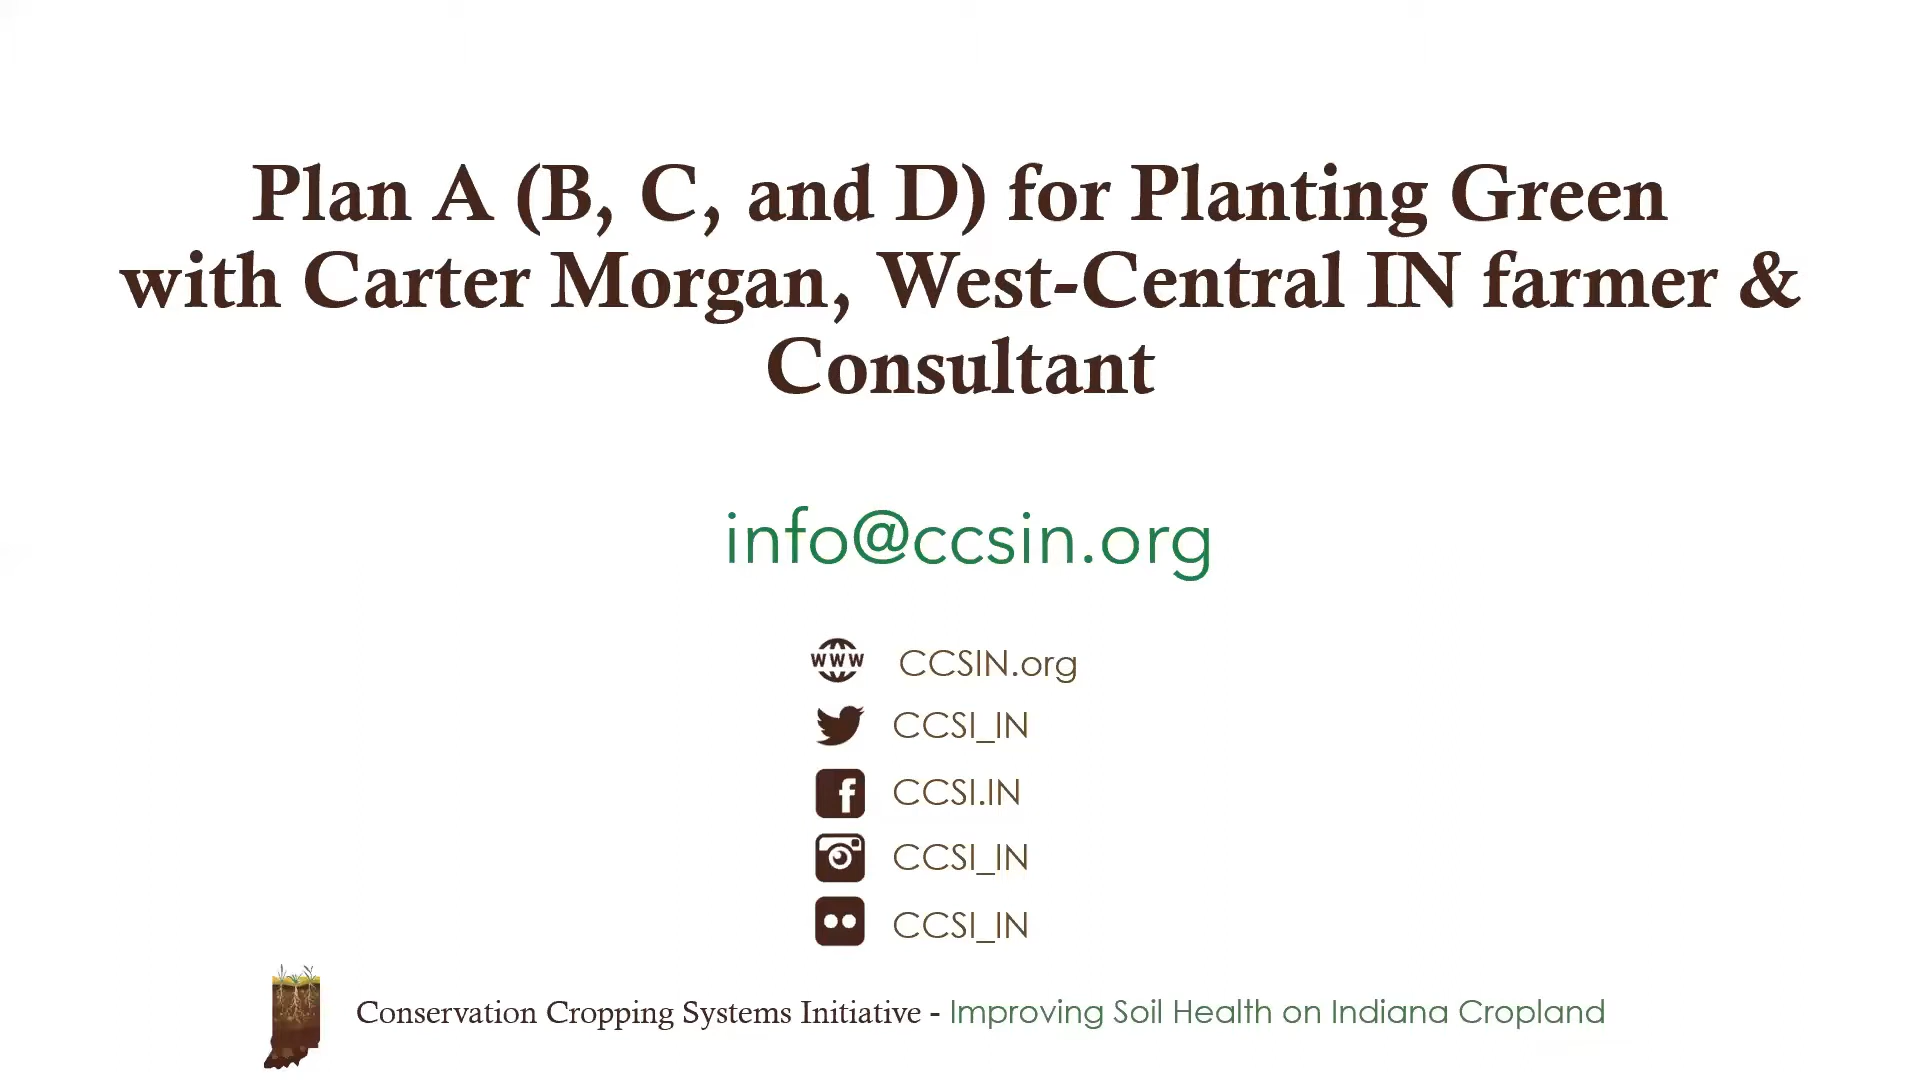 Plan A (B, C, and D) for Planting Green
with Carter Morgan, West-Central IN farmer &
Consultant
info@ccsin.org
WWW CCSIN.org
CCSI_IN
CCSI.IN
CCSI_IN
CCSI_IN
Conservation Cropping Systems Initiative - Improving Soil Health on Indiana Cropland